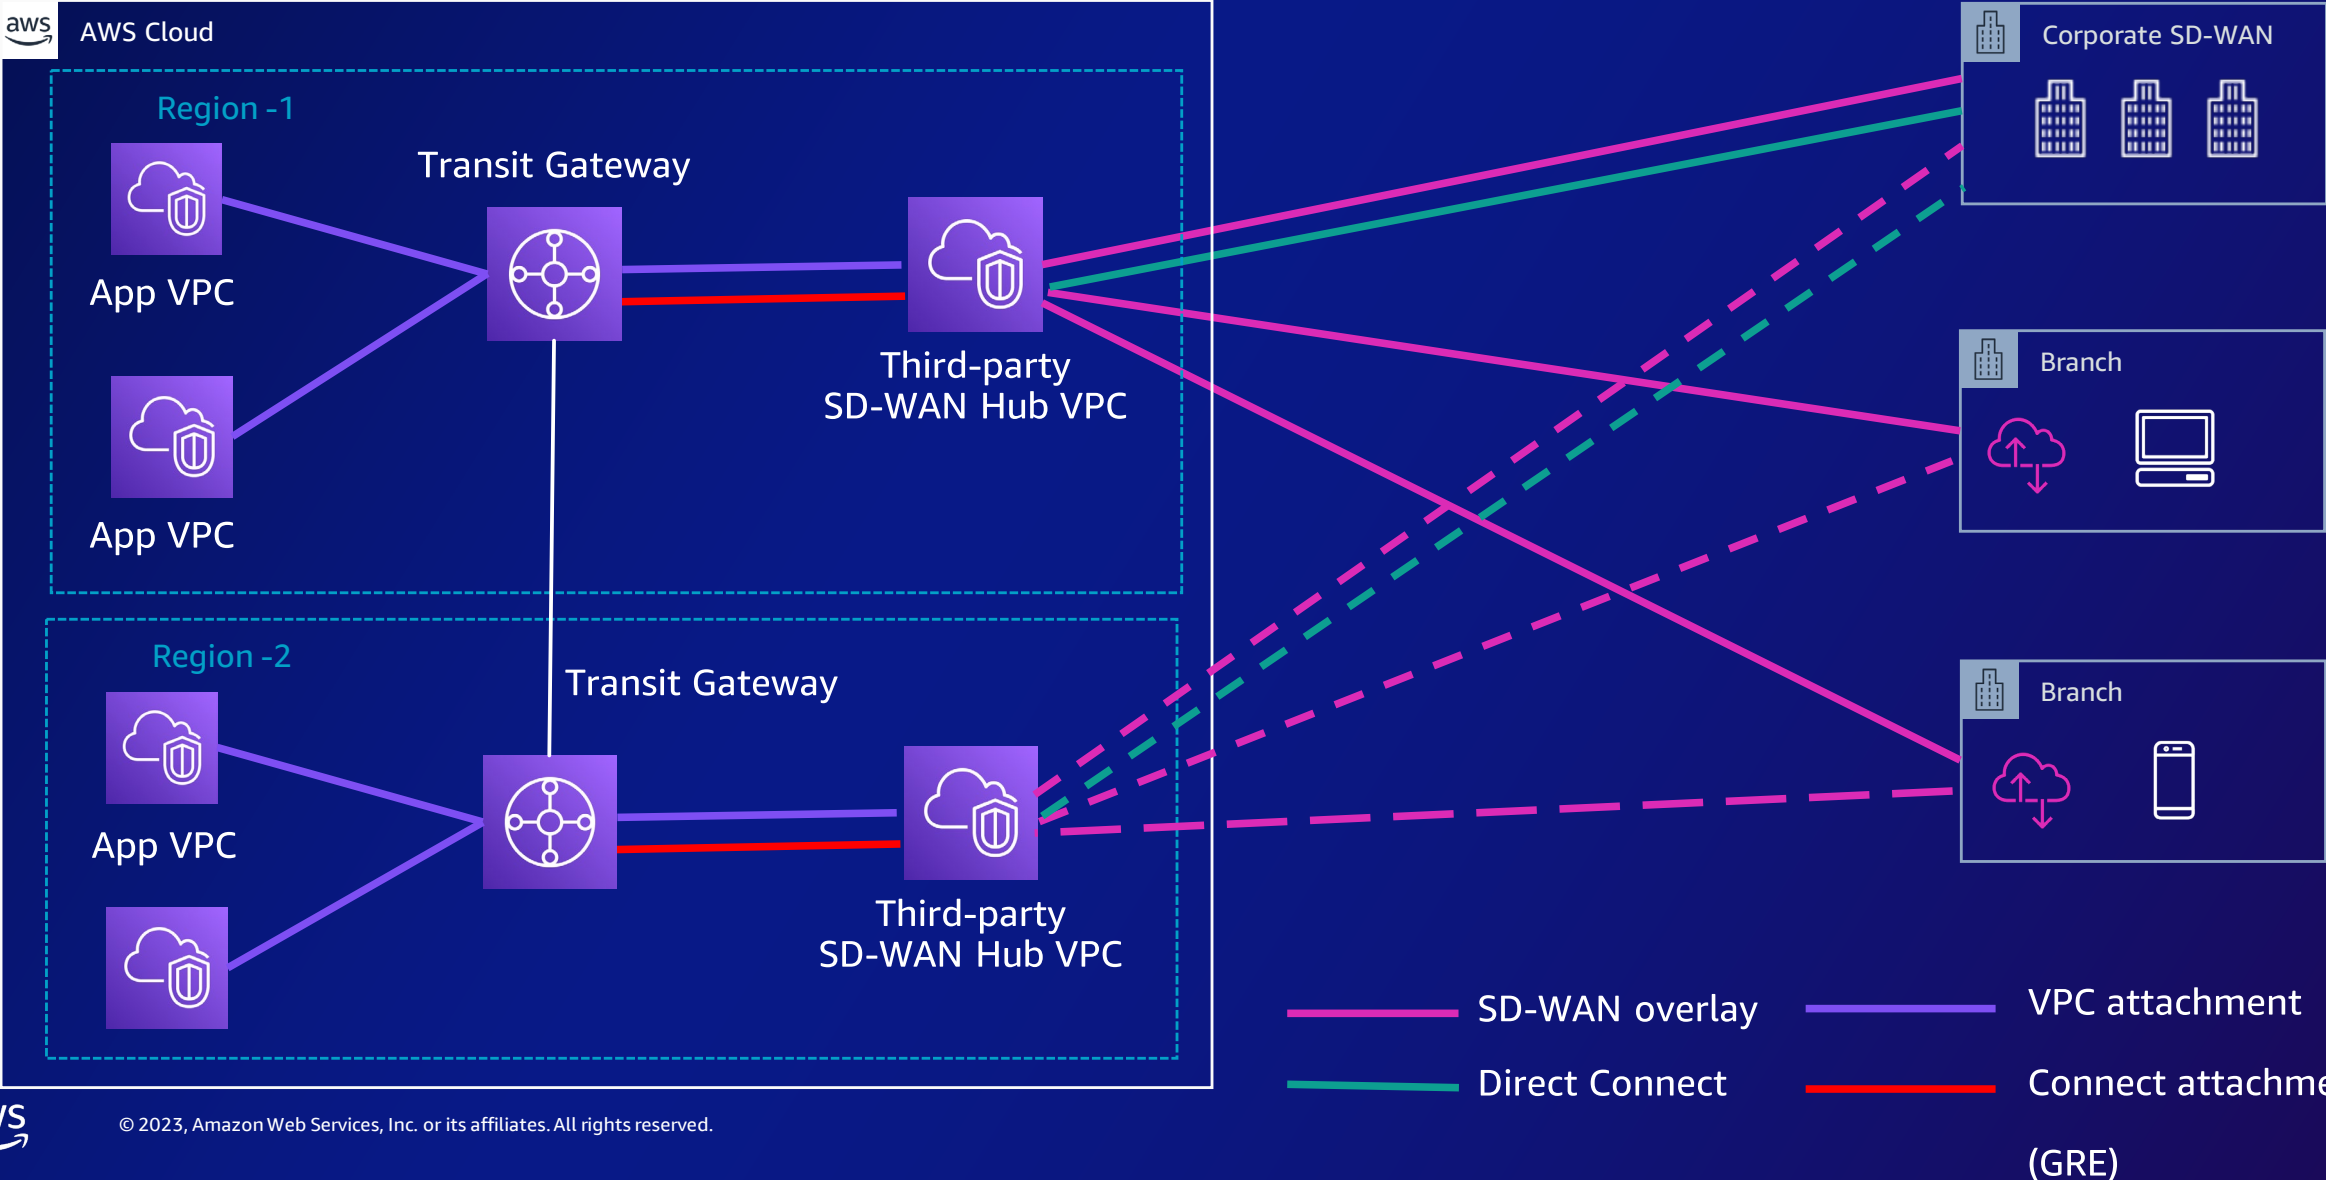 aws
AWS Cloud
Corporate SD-WAN
Region -1
Transit Gateway
App VPC
Third-party
SD-WAN Hub VPC
Branch
App VPC
Region -2
Transit Gateway
Branch
App VPC
Third-party
SD-WAN Hub VPC
SD-WAN overlay
VPC attachment
Direct Connect
Connect attachme
(GRE)
© 2023, Amazon Web Services, Inc. or its affiliates. All rights reserved.